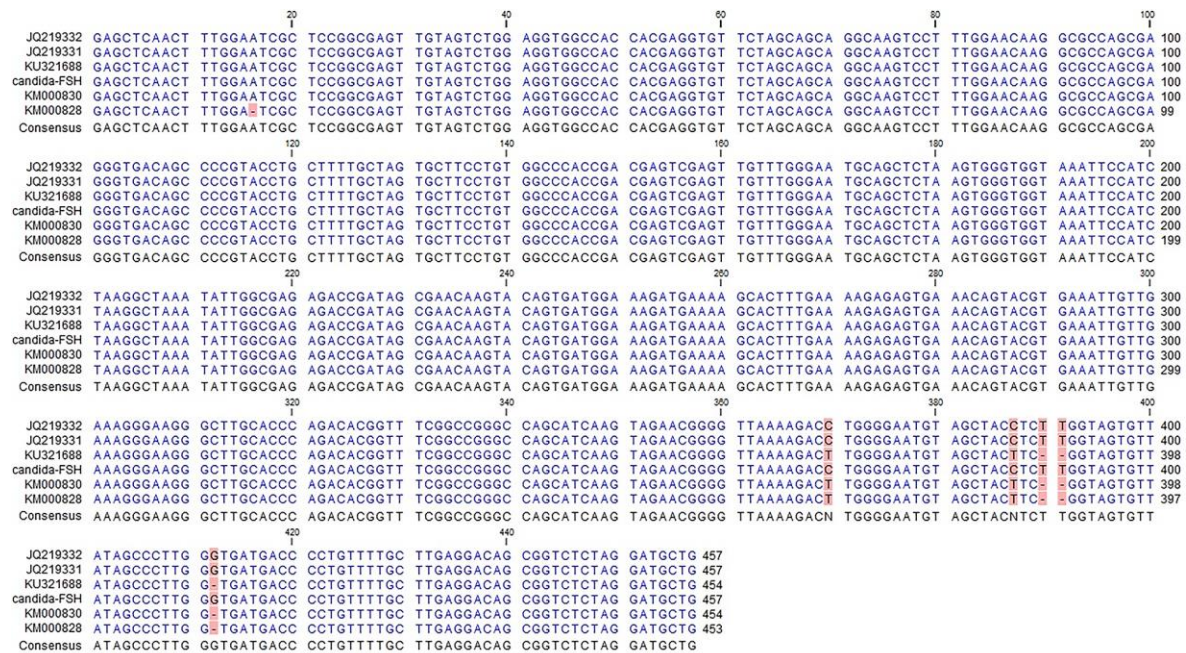 20 40 60 80 100
JQ219332 GAGCTCAACT TTGGAATCGC TCCGGCGAGT TGTAGTCTGG AGGTGGCCAC CACGAGGTGT TCTAGCAGCA GGCAAGTCCT TTGGAACAAG GCGCCAGCGA 100
JQ219331 GAGCTCAACT TTGGAATCGC TCCGGCGAGT TGTAGTCTGG AGGTGGCCAC CACGAGGTGT TCTAGCAGCA GGCAAGTCCT TTGGAACAAG GCGCCAGCGA 100
KU321688 GAGCTCAACT TTGGAATCGC TCCGGCGAGT TGTAGTCTGG AGGTGGCCAC CACGAGGTGT TCTAGCAGCA GGCAAGTCCT TTGGAACAAG GCGCCAGCGA 100
candida-FSH GAGCTCAACT TTGGAATCGC TCCGGCGAGT TGTAGTCTGG AGGTGGCCAC CACGAGGTGT TCTAGCAGCA GGCAAGTCCT TTGGAACAAG GCGCCAGCGA 100
KM000830 GAGCTCAACT TTGGAATCGC TCCGGCGAGT TGTAGTCTGG AGGTGGCCAC CACGAGGTGT TCTAGCAGCA GGCAAGTCCT TTGGAACAAG GCGCCAGCGA 100
KM000828 GAGCTCAACT TTGGA-TCGC TCCGGCGAGT TGTAGTCTGG AGGTGGCCAC CACGAGGTGT TCTAGCAGCA GGCAAGTCCT TTGGAACAAG GCGCCAGCGA 99
Consensus GAGCTCAACT TTGGAATCGC TCCGGCGAGT TGTAGTCTGG AGGTGGCCAC CACGAGGTGT TCTAGCAGCA GGCAAGTCCT TTGGAACAAG GCGCCAGCGA
120 140 160 180 200
JQ219332 GGGTGACAGC CCCGTACCTG CTTTTGCTAG TGCTTCCTGT GGCCCACCGA CGAGTCGAGT TGTTTGGGAA TGCAGCTCTA AGTGGGTGGT AAATTCCATC 200
JQ219331 GGGTGACAGC CCCGTACCTG CTTTTGCTAG TGCTTCCTGT GGCCCACCGA CGAGTCGAGT TGTTTGGGAA TGCAGCTCTA AGTGGGTGGT AAATTCCATC 200
KU321688 GGGTGACAGC CCCGTACCTG CTTTTGCTAG TGCTTCCTGT GGCCCACCGA CGAGTCGAGT TGTTTGGGAA TGCAGCTCTA AGTGGGTGGT AAATTCCATC 200
candida-FSH GGGTGACAGC CCCGTACCTG CTTTTGCTAG TGCTTCCTGT GGCCCACCGA CGAGTCGAGT TGTTTGGGAA TGCAGCTCTA AGTGGGTGGT AAATTCCATC 200
KM000830 GGGTGACAGC CCCGTACCTG CTTTTGCTAG TGCTTCCTGT GGCCCACCGA CGAGTCGAGT TGTTTGGGAA TGCAGCTCTA AGTGGGTGGT AAATTCCATC 200
KM000828 GGGTGACAGC CCCGTACCTG CTTTTGCTAG TGCTTCCTGT GGCCCACCGA CGAGTCGAGT TGTTTGGGAA TGCAGCTCTA AGTGGGTGGT AAATTCCATC 199
Consensus GGGTGACAGC CCCGTACCTG CTTTTGCTAG TGCTTCCTGT GGCCCACCGA CGAGTCGAGT TGTTTGGGAA TGCAGCTCTA AGTGGGTGGT AAATTCCATC
220 240 260 280 300
JQ219332 TAAGGCTAAA TATTGGCGAG AGACCGATAG CGAACAAGTA CAGTGATGGA AAGATGAAAA GCACTTTGAA AAGAGAGTGA AACAGTACGT GAAATTGTTG 300
JQ219331 TAAGGCTAAA TATTGGCGAG AGACCGATAG CGAACAAGTA CAGTGATGGA AAGATGAAAA GCACTTTGAA AAGAGAGTGA AACAGTACGT GAAATTGTTG 300
KU321688 TAAGGCTAAA TATTGGCGAG AGACCGATAG CGAACAAGTA CAGTGATGGA AAGATGAAAA GCACTTTGAA AAGAGAGTGA AACAGTACGT GAAATTGTTG 300
candida-FSH TAAGGCTAAA TATTGGCGAG AGACCGATAG CGAACAAGTA CAGTGATGGA AAGATGAAAA GCACTTTGAA AAGAGAGTGA AACAGTACGT GAAATTGTTG 300
KM000830 TAAGGCTAAA TATTGGCGAG AGACCGATAG CGAACAAGTA CAGTGATGGA AAGATGAAAA GCACTTTGAA AAGAGAGTGA AACAGTACGT GAAATTGTTG 300
KM000828 TAAGGCTAAA TATTGGCGAG AGACCGATAG CGAACAAGTA CAGTGATGGA AAGATGAAAA GCACTTTGAA AAGAGAGTGA AACAGTACGT GAAATTGTTG 299
Consensus TAAGGCTAAA TATTGGCGAG AGACCGATAG CGAACAAGTA CAGTGATGGA AAGATGAAAA GCACTTTGAA AAGAGAGTGA AACAGTACGT GAAATTGTTG
320 340 360 380 400
JQ219332 AAAGGGAAGG GCTTGCACCC AGACACGGTT TCGGCCGGGC CAGCATCAAG TAGAACGGGG TTAAAAGACC TGGGGAATGT AGCTACCTCT TGGTAGTGTT 400
JQ219331 AAAGGGAAGG GCTTGCACCC AGACACGGTT TCGGCCGGGC CAGCATCAAG TAGAACGGGG TTAAAAGACC TGGGGAATGT AGCTACCTCT TGGTAGTGTT 400
KU321688 AAAGGGAAGG GCTTGCACCC AGACACGGTT TCGGCCGGGC CAGCATCAAG TAGAACGGGG TTAAAAGACT TGGGGAATGT AGCTACTTC- -GGTAGTGTT 398
candida-FSH AAAGGGAAGG GCTTGCACCC AGACACGGTT TCGGCCGGGC CAGCATCAAG TAGAACGGGG TTAAAAGACC TGGGGAATGT AGCTACCTCT TGGTAGTGTT 400
KM000830 AAAGGGAAGG GCTTGCACCC AGACACGGTT TCGGCCGGGC CAGCATCAAG TAGAACGGGG TTAAAAGACT TGGGGAATGT AGCTACTTC- -GGTAGTGTT 398
KM000828 AAAGGGAAGG GCTTGCACCC AGACACGGTT TCGGCCGGGC CAGCATCAAG TAGAACGGGG TTAAAAGACT TGGGGAATGT AGCTACTTC- -GGTAGTGTT 397
Consensus AAAGGGAAGG GCTTGCACCC AGACACGGTT TCGGCCGGGC CAGCATCAAG TAGAACGGGG TTAAAAGACN TGGGGAATGT AGCTACNTCT TGGTAGTGTT
420 440
JQ219332 ATAGCCCTTG GGTGATGACC CCTGTTTTGC TTGAGGACAG CGGTCTCTAG GATGCTG 457
JQ219331 ATAGCCCTTG GGTGATGACC CCTGTTTTGC TTGAGGACAG CGGTCTCTAG GATGCTG 457
KU321688 ATAGCCCTTG G-TGATGACC CCTGTTTTGC TTGAGGACAG CGGTCTCTAG GATGCTG 454
candida-FSH ATAGCCCTTG GGTGATGACC CCTGTTTTGC TTGAGGACAG CGGTCTCTAG GATGCTG 457
KM000830 ATAGCCCTTG G-TGATGACC CCTGTTTTGC TTGAGGACAG CGGTCTCTAG GATGCTG 454
KM000828 ATAGCCCTTG G-TGATGACC CCTGTTTTGC TTGAGGACAG CGGTCTCTAG GATGCTG 453
Consensus ATAGCCCTTG GGTGATGACC CCTGTTTTGC TTGAGGACAG CGGTCTCTAG GATGCTG